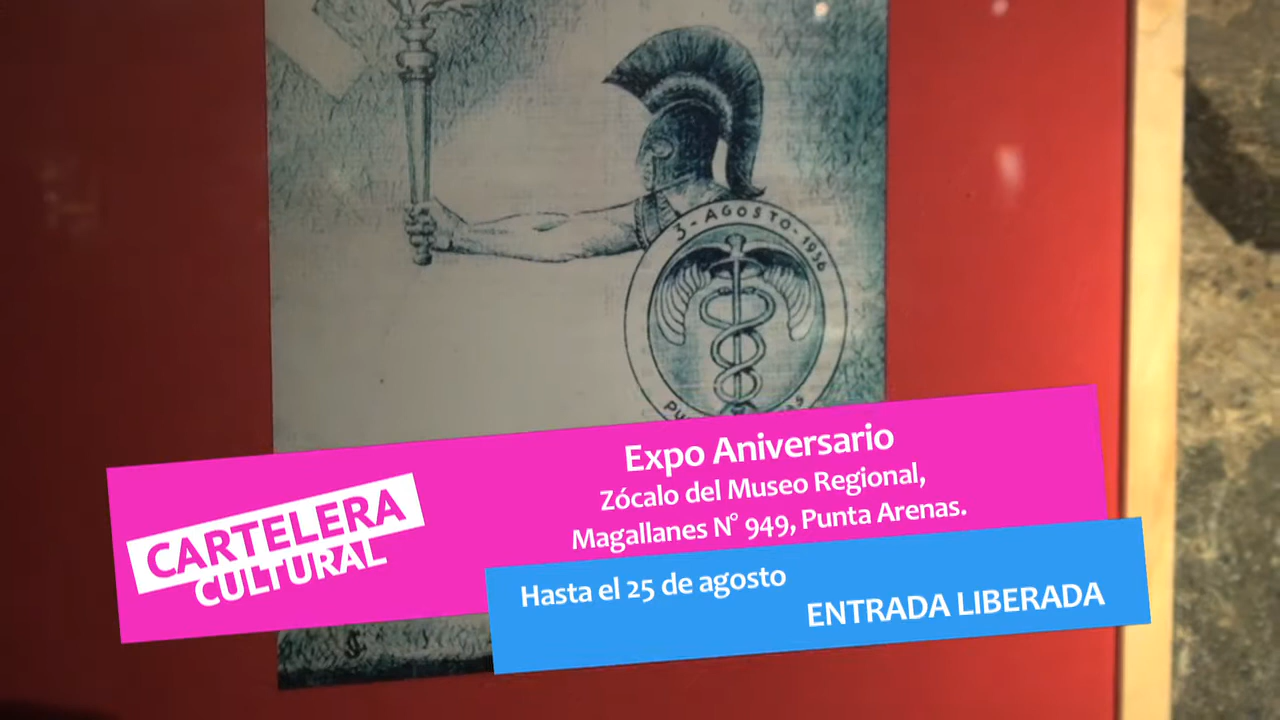 3 - AGOSTO - 1936
CARTELERA
CULTURAL
Expo Aniversario
Zócalo del Museo Regional,
Magallanes N° 949, Punta Arenas.
Hasta el 25 de agosto
ENTRADA LIBERADA